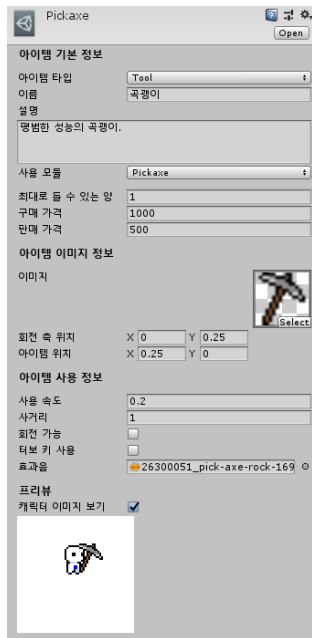 Pickaxe
Open
아이템 기본 정보
아이템 타입 Tool
이름 곡괭이
설명
평범한 성능의 곡괭이.
사용 모듈 Pickaxe
최대로 들 수 있는 양 1
구매 가격 1000
판매 가격 500
아이템 이미지 정보
이미지
Select
회전 축 위치 X 0 Y 0.25
아이템 위치 X 0.25 Y 0
아이템 사용 정보
사용 속도 0.2
사거리 1
회전 가능
터보 키 사용
효과음 26300051_pick-axe-rock-169
프리뷰
캐릭터 이미지 보기